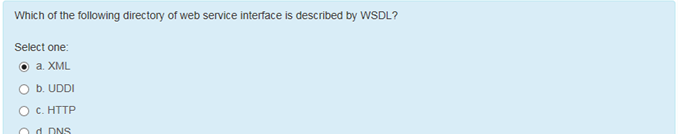 Which of the following directory of web service interface is described by WSDL?
Select one:
a. XML
b. UDDI
c. HTTP
d. DNS